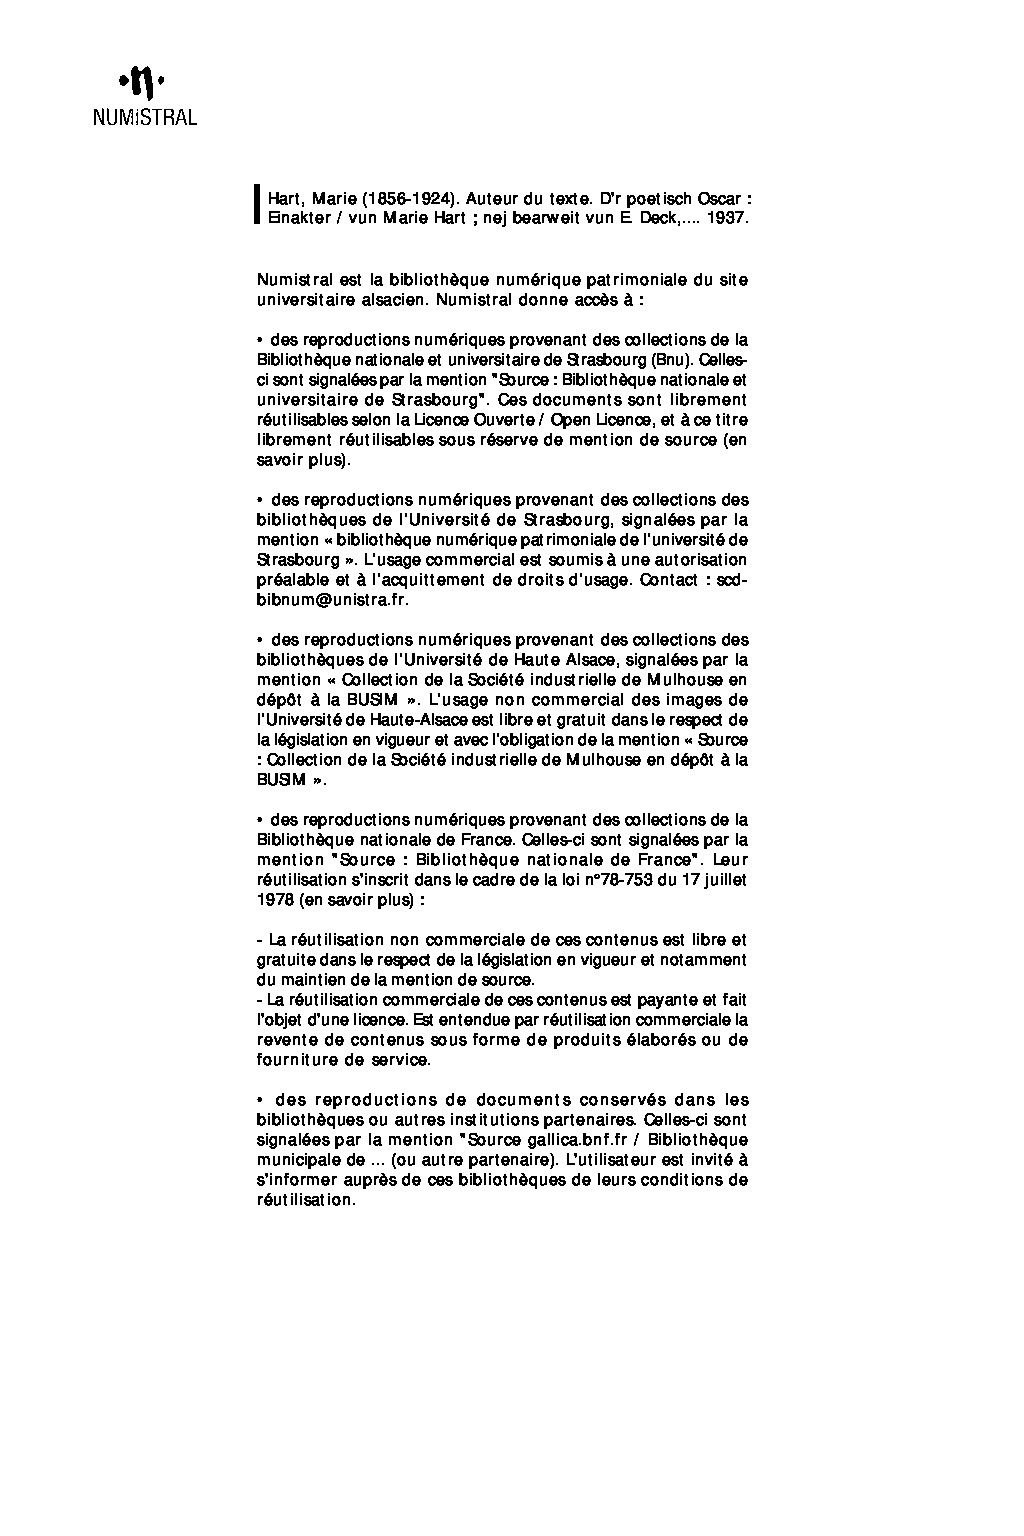 ·n·
NUMiSTRAL
Hart, Marie (1856-1924). Auteur du texte. D'r poetisch Oscar :
Einakter / vun Marie Hart ; nej bearweit vun E. Deck,.... 1937.
Numistral est la bibliothèque numérique patrimoniale du site
universitaire alsacien. Numistral donne accès à :
• des reproductions numériques provenant des collections de la
Bibliothèque nationale et universitaire de Strasbourg (Bnu). Celles-
ci sont signalées par la mention "Source : Bibliothèque nationale et
universitaire de Strasbourg". Ces documents sont librement
réutilisables selon la Licence Ouverte / Open Licence, et à ce titre
librement réutilisables sous réserve de mention de source (en
savoir plus).
• des reproductions numériques provenant des collections des
bibliothèques de l'Université de Strasbourg, signalées par la
mention « bibliothèque numérique patrimoniale de l'université de
Strasbourg ». L'usage commercial est soumis à une autorisation
préalable et à l'acquittement de droits d'usage. Contact : scd-
bibnum@unistra.fr.
• des reproductions numériques provenant des collections des
bibliothèques de l'Université de Haute Alsace, signalées par la
mention « Collection de la Société industrielle de Mulhouse en
dépôt à la BUSIM ». L'usage non commercial des images de
l'Université de Haute-Alsace est libre et gratuit dans le respect de
la législation en vigueur et avec l'obligation de la mention « Source
: Collection de la Société industrielle de Mulhouse en dépôt à la
BUSIM ».
• des reproductions numériques provenant des collections de la
Bibliothèque nationale de France. Celles-ci sont signalées par la
mention "Source : Bibliothèque nationale de France". Leur
réutilisation s'inscrit dans le cadre de la loi n°78-753 du 17 juillet
1978 (en savoir plus) :
- La réutilisation non commerciale de ces contenus est libre et
gratuite dans le respect de la législation en vigueur et notamment
du maintien de la mention de source.
- La réutilisation commerciale de ces contenus est payante et fait
l'objet d'une licence. Est entendue par réutilisation commerciale la
revente de contenus sous forme de produits élaborés ou de
fourniture de service.
• des reproductions de documents conservés dans les
bibliothèques ou autres institutions partenaires. Celles-ci sont
signalées par la mention "Source gallica.bnf.fr / Bibliothèque
municipale de ... (ou autre partenaire). L'utilisateur est invité à
s'informer auprès de ces bibliothèques de leurs conditions de
réutilisation.